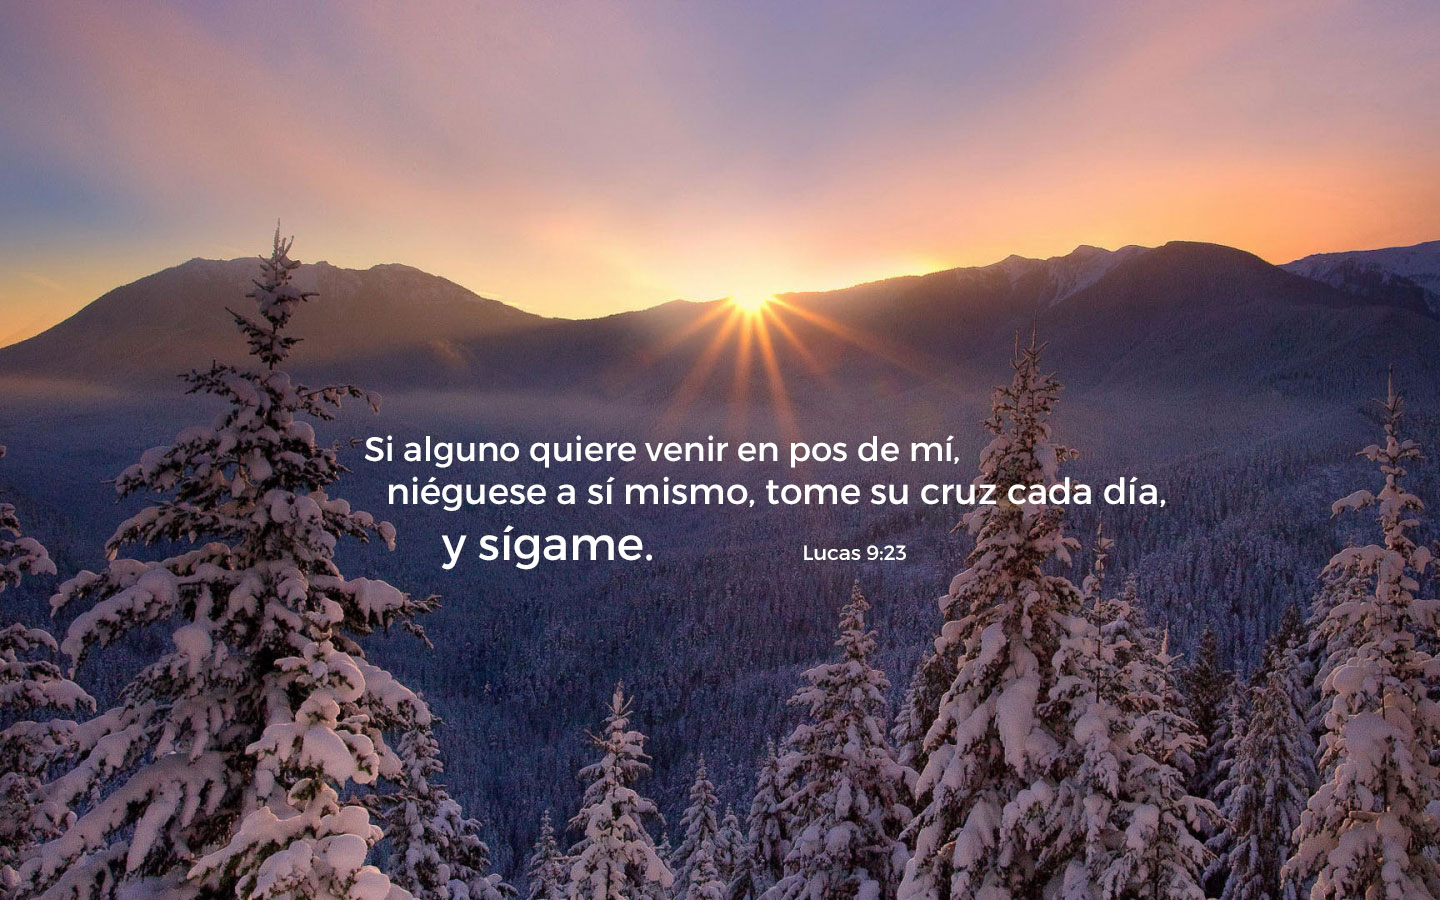 Si alguno quiere venir en pos de mí,
niéguese a sí mismo, tome su cruz cada día,
y sígame.
Lucas 9:23